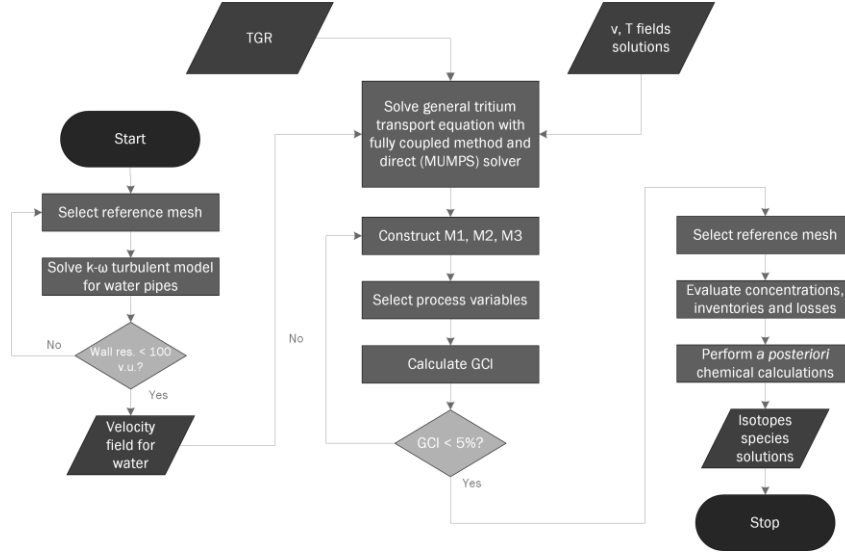 Start
Select reference mesh
Solve k-ω turbulent model
for water pipes
Wall res. < 100
v.u.?
No
Yes
Velocity
field for
water
TGR
v, T fields
solutions
Solve general tritium
transport equation with
fully coupled method and
direct (MUMPS) solver
Construct M1, M2, M3
Select process variables
Calculate GCI
GCI < 5%?
No
Yes
Select reference mesh
Evaluate concentrations,
inventories and losses
Perform a posteriori
chemical calculations
Isotopes
species
solutions
Stop